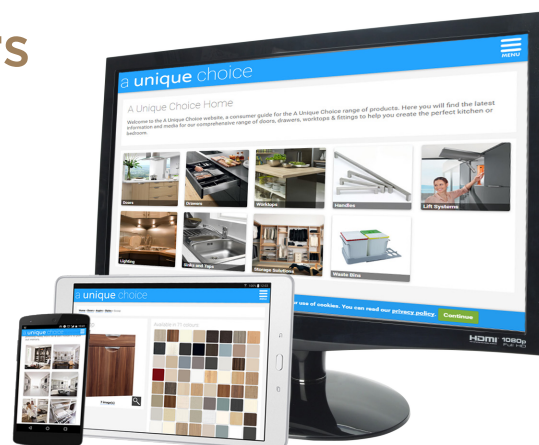 rs
a unique choice
MENU
A Unique Choice Home
Welcome to the A Unique Choice website, a consumer guide for the A Unique Choice range of products. Here you will find the latest
information and media for our comprehensive range of doors, drawers, worktops & fittings to help you create the perfect kitchen or
bedroom.
Doors
Drawers
Worktops
Handles
Lift Systems
Lighting
Sinks and Taps
Storage Solutions
Waste Bins
r use of cookies. You can read our privacy policy. Continue
HDMI 1080p
Full HD
a unique choice
a unique choice